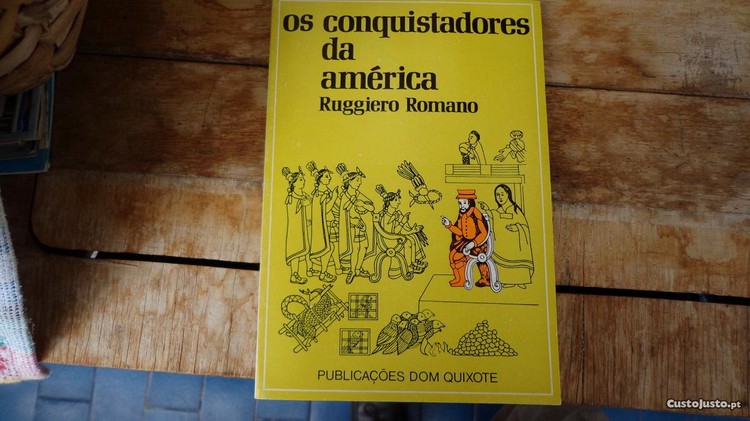 os conquistadores
da
américa
Ruggiero Romano
PUBLICAÇÕES DOM QUIXOTE
CustoJusto.pt